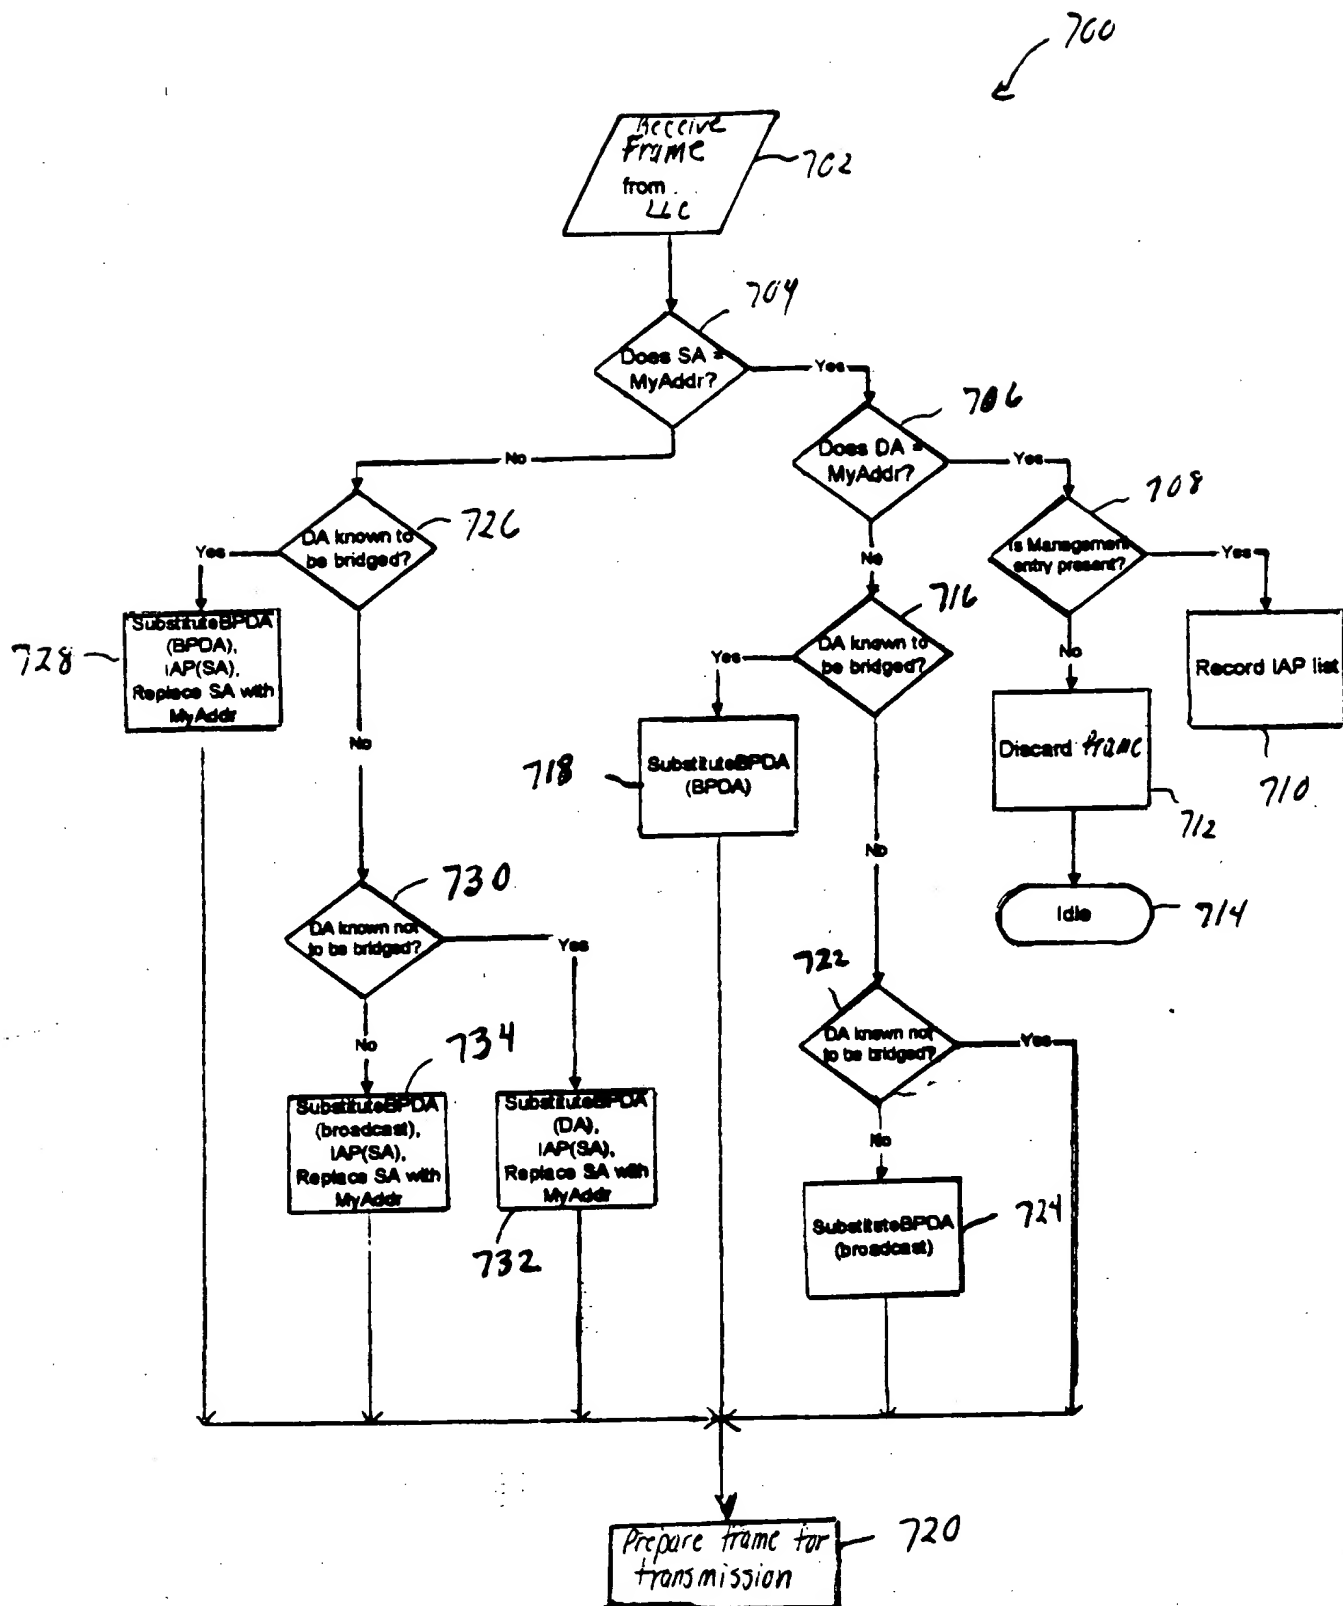 700
Receive
Frame
from
LLC
702
704
Does SA =
MyAddr?
Yes
706
Does DA =
MyAddr?
Yes
No
708
Is Management
entry present?
Yes
726
DA known to
be bridged?
Yes
No
716
DA known to
be bridged?
Yes
No
728
SubstituteBPDA
(BPDA),
IAP(SA),
Replace SA with
MyAddr
Record IAP list
710
718
SubstituteBPDA
(BPDA)
Discard frame
712
No
No
Idle
714
730
DA known not
to be bridged?
Yes
722
DA known not
to be bridged?
Yes
No
734
SubstituteBPDA
(broadcast),
IAP(SA),
Replace SA with
MyAddr
SubstituteBPDA
(DA),
IAP(SA),
Replace SA with
MyAddr
732
No
SubstituteBPDA
(broadcast)
724
Prepare frame for
transmission
720